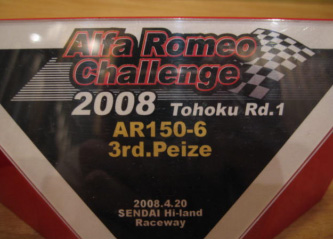 Alfa Romeo
Challenge
2008 Tohoku Rd.1
AR150-6
3rd.Peize
2008.4.20
SENDAI Hi-land
Raceway